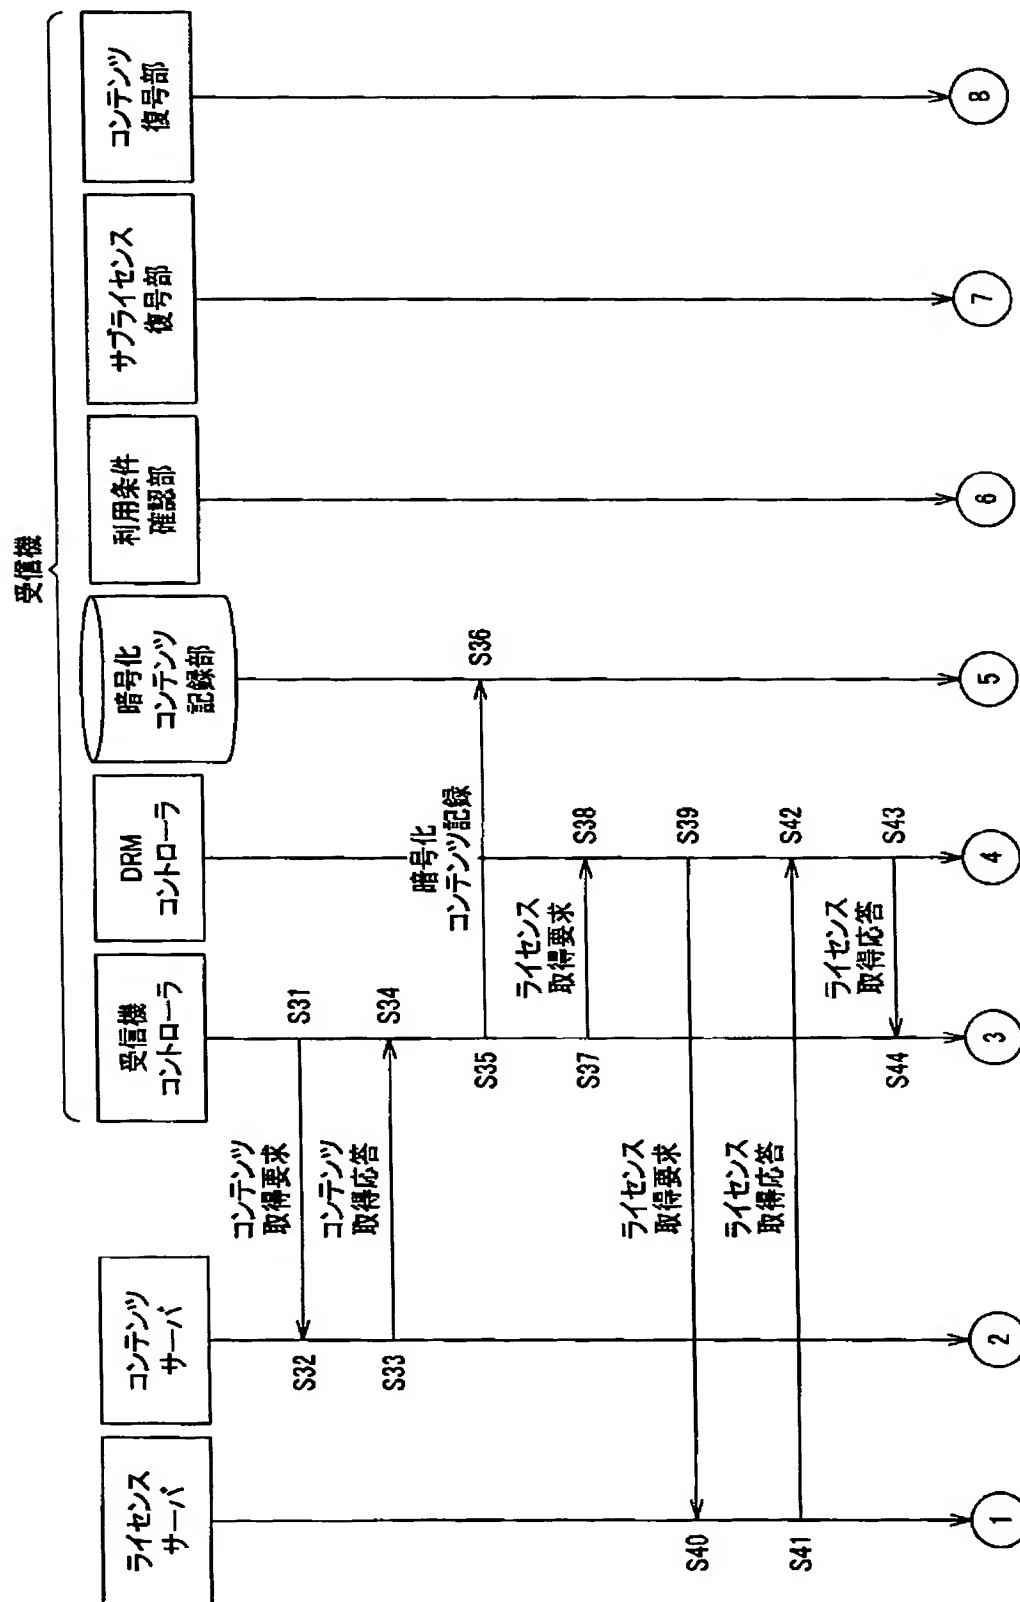 受信機
ライセンス
サーバ
コンテンツ
サーバ
受信機
コントローラ
DRM
コントローラ
暗号化
コンテンツ
記録部
利用条件
確認部
サブライセンス
復号部
コンテンツ
復号部
コンテンツ
取得要求
S31
S32
コンテンツ
取得応答
S33
S34
暗号化
コンテンツ記録
S35
S36
ライセンス
取得要求
S37
S38
ライセンス
取得要求
S39
S40
ライセンス
取得応答
S41
S42
ライセンス
取得応答
S43
S44
1
2
3
4
5
6
7
8